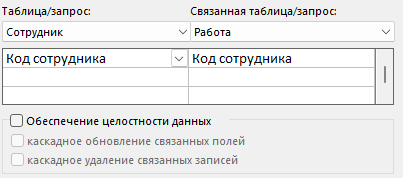 Таблица/запрос: Связанная таблица/запрос:
Сотрудник Работа
Код сотрудника Код сотрудника
Обеспечение целостности данных
каскадное обновление связанных полей
каскадное удаление связанных записей